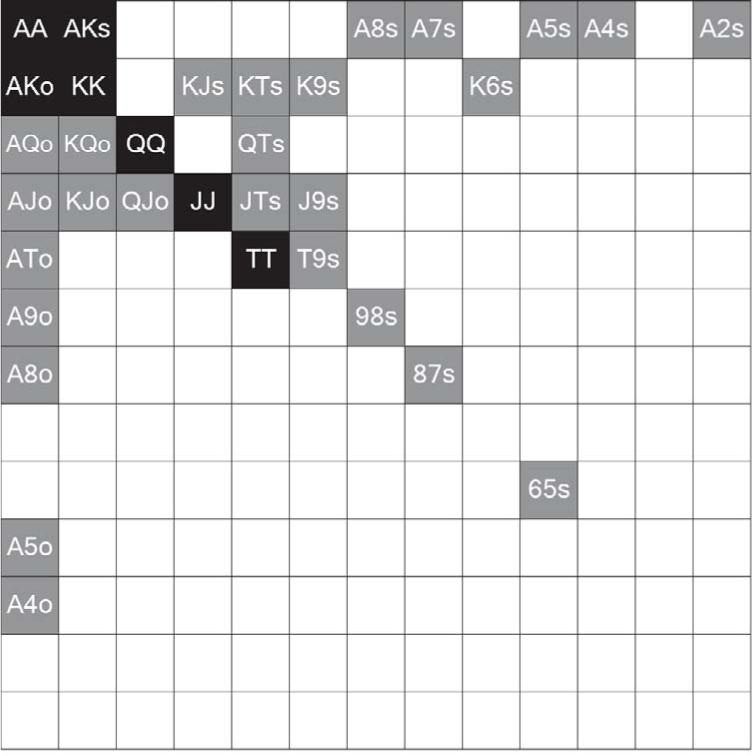 AA AKs A8s A7s A5s A4s A2s
AKo KK KJs KTs K9s K6s
AQo KQo QQ QTs
AJo KJo QJo JJ JTs J9s
ATo TT T9s
A9o 98s
A8o 87s
65s
A5o
A4o